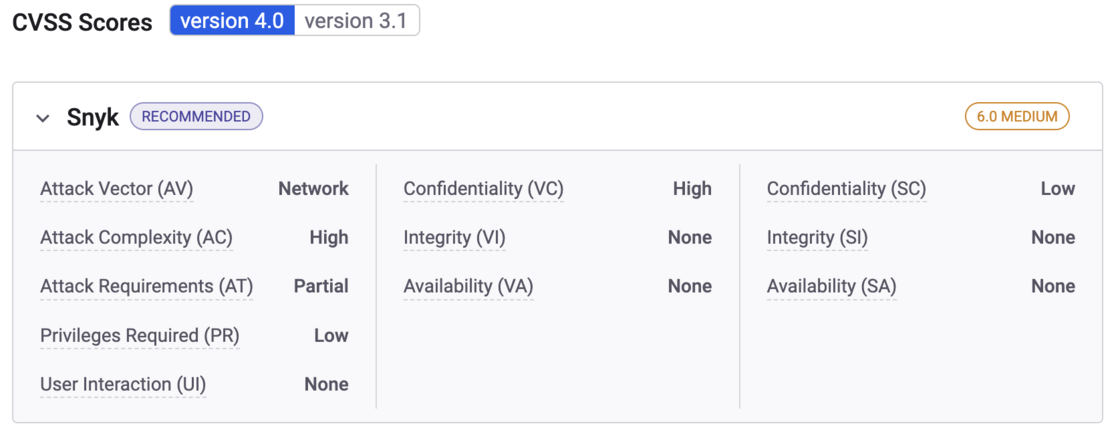 CVSS Scores version 4.0 version 3.1
Snyk RECOMMENDED 6.0 MEDIUM
Attack Vector (AV) Network
Attack Complexity (AC) High
Attack Requirements (AT) Partial
Privileges Required (PR) Low
User Interaction (UI) None
Confidentiality (VC) High
Integrity (VI) None
Availability (VA) None
Confidentiality (SC) Low
Integrity (SI) None
Availability (SA) None